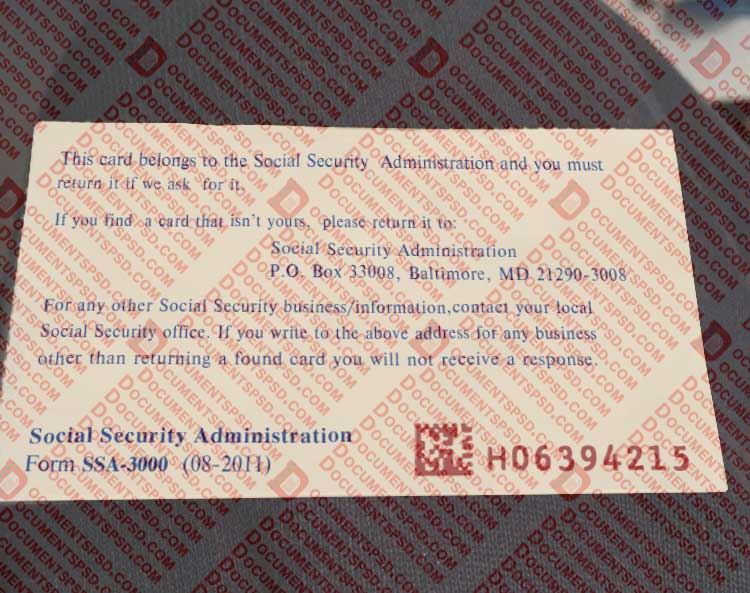 This card belongs to the Social Security Administration and you must
return it if we ask for it.
If you find a card that isn't yours, please return it to:
Social Security Administration
P.O. Box 33008, Baltimore, MD 21290-3008
For any other Social Security business/information,contact your local
Social Security office. If you write to the above address for any business
other than returning a found card you will not receive a response.
Social Security Administration
Form SSA-3000 (08-2011)
H06394215
DOCUMENTSPSD.COM